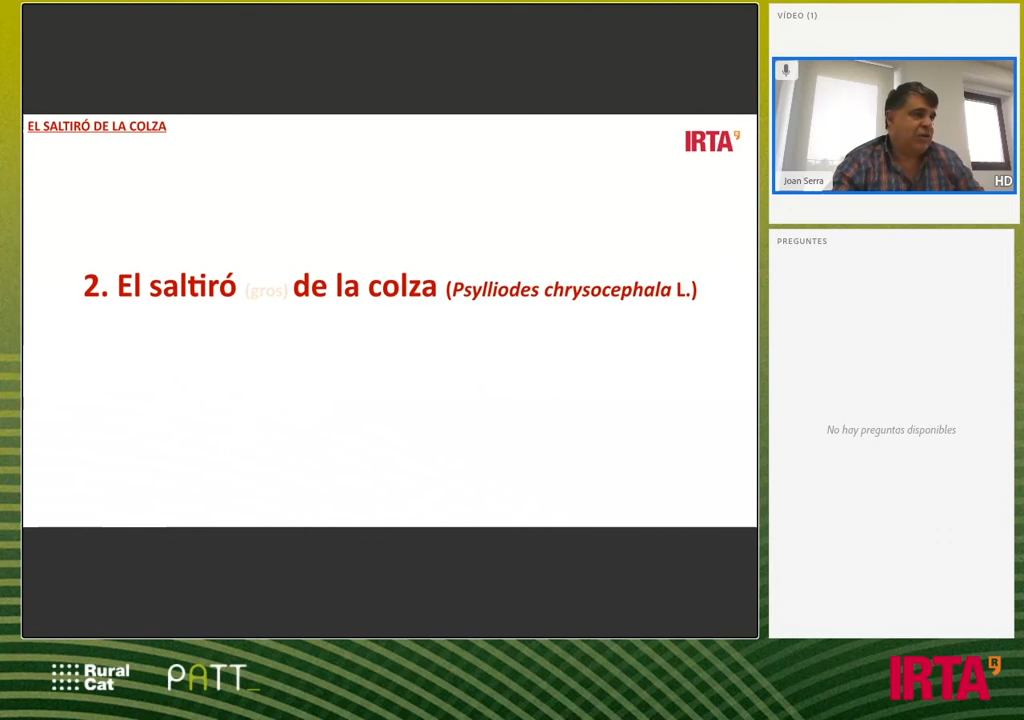 EL SALTIRÓ DE LA COLZA
IRTA
2. El saltiró (gros) de la colza (Psylliodes chrysocephala L.)
VÍDEO (1)
Joan Serra
HD
PREGUNTES
No hay preguntas disponibles
Rural
Cat
PATT_
IRTA R